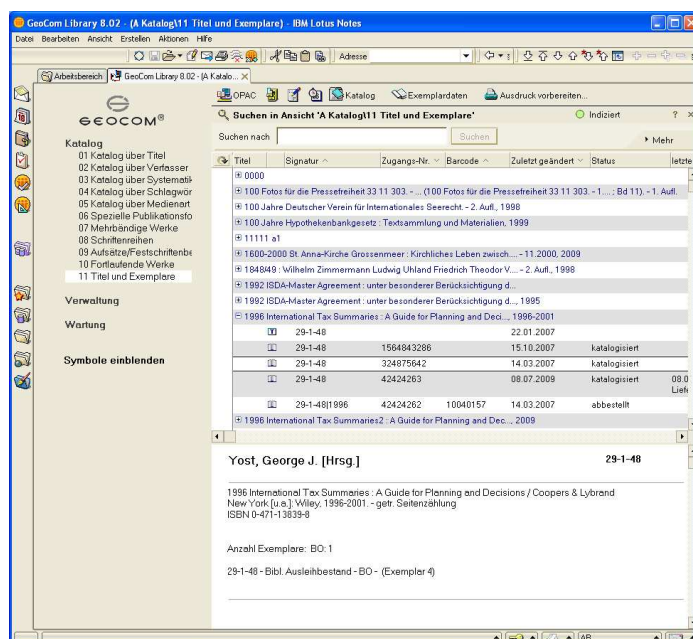 GeoCom Library 8.02 - (A Katalog\11 Titel und Exemplare) - IBM Lotus Notes
Datei Bearbeiten Ansicht Erstellen Aktionen Hilfe
Adresse
Arbeitsbereich GeoCom Library 8.02 - (A Katalo...
OPAC Katalog Exemplardaten Ausdruck vorbereiten...
GEOCOM®
Suchen in Ansicht 'A Katalog\11 Titel und Exemplare' Indiziert ?
Suchen nach Suchen Mehr
Katalog
01 Katalog über Titel
02 Katalog über Verfasser
03 Katalog über Systematik
04 Katalog über Schlagwör
05 Katalog über Medienart
06 Spezielle Publikationsfo
07 Mehrbändige Werke
08 Schriftenreihen
09 Aufsätze/Festschriftenbe
10 Fortlaufende Werke
11 Titel und Exemplare
Verwaltung
Wartung
Symbole einblenden
Titel Signatur Zugangs-Nr. Barcode Zuletzt geändert Status letzte
0000
100 Fotos für die Pressefreiheit 33 11 303. - ... (100 Fotos für die Pressefreiheit 33 11 303. - 1.... ; Bd 11). - 1. Aufl.
100 Jahre Deutscher Verein für Internationales Seerecht. - 2. Aufl., 1998
100 Jahre Hypothekenbankgesetz : Textsammlung und Materialien, 1999
11111 a1
1600-2000 St. Anna-Kirche Grossenmeer : Kirchliches Leben zwisch.... - 11.2000, 2009
1848/49 : Wilhelm Zimmermann Ludwig Uhland Friedrich Theodor V.... - 2. Aufl., 1998
1992 ISDA-Master Agreement : unter besonderer Berücksichtigung d...
1992 ISDA-Master Agreement : unter besonderer Berücksichtigung d..., 1995
1996 International Tax Summaries : A Guide for Planning and Deci..., 1996-2001
29-1-48 22.01.2007
29-1-48 1564843286 15.10.2007 katalogisiert
29-1-48 324875642 14.03.2007 katalogisiert
29-1-48 42424263 08.07.2009 katalogisiert 08.0
Liefe
29-1-48|1996 42424262 10040157 14.03.2007 abbestellt
1996 International Tax Summaries2 : A Guide for Planning and Dec..., 2009
Yost, George J. [Hrsg.] 29-1-48
1996 International Tax Summaries : A Guide for Planning and Decisions / Coopers & Lybrand
New York [u.a.]: Wiley, 1996-2001. - getr. Seitenzählung
ISBN 0-471-13839-8
Anzahl Exemplare: BO: 1
29-1-48 - Bibl. Ausleihbestand - BO - (Exemplar 4)